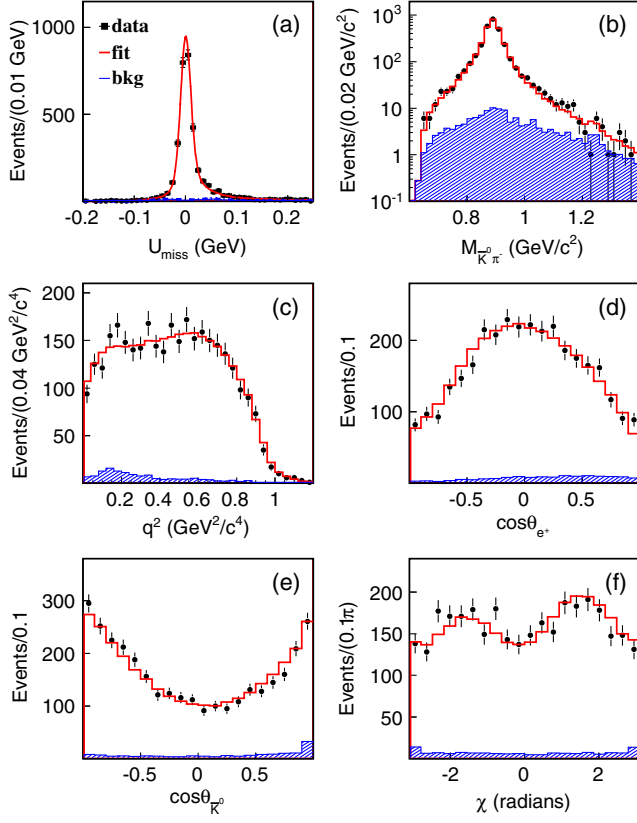 (a)
data
fit
bkg
1000
500
Events/(0.01 GeV)
-0.2 -0.1 0 0.1 0.2
U_miss (GeV)
(b)
10^3
10^2
10
1
10^-1
Events/(0.02 GeV/c^2)
0.8 1 1.2
M_K̄^0π^- (GeV/c^2)
(c)
200
150
100
50
Events/(0.04 GeV^2/c^4)
0.2 0.4 0.6 0.8 1
q^2 (GeV^2/c^4)
(d)
200
100
Events/0.1
-0.5 0 0.5
cosθ_e^+
(e)
300
200
100
Events/0.1
-0.5 0 0.5
cosθ_K̄^0
(f)
200
150
100
50
Events/(0.1π)
-2 0 2
χ (radians)